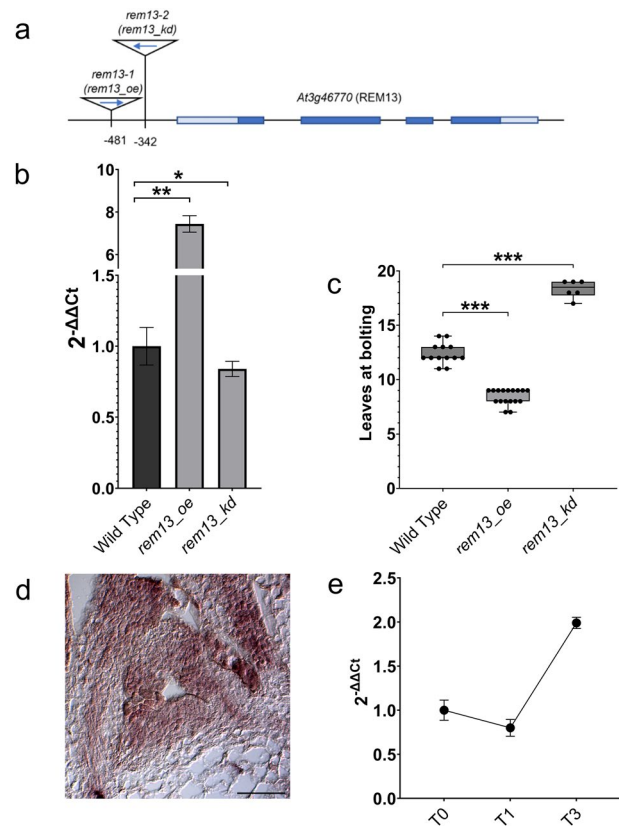 a
rem13-2
(rem13_kd)
rem13-1
(rem13_oe)
At3g46770 (REM13)
-481
-342
b
10
8
6
1.5
1.0
0.5
0.0
2-ΔΔCt
*
**
Wild Type
rem13_oe
rem13_kd
c
20
15
10
5
0
Leaves at bolting
***
***
Wild Type
rem13_oe
rem13_kd
d
e
2.5
2.0
1.5
1.0
0.5
0.0
2-ΔΔCt
T0
T1
T3